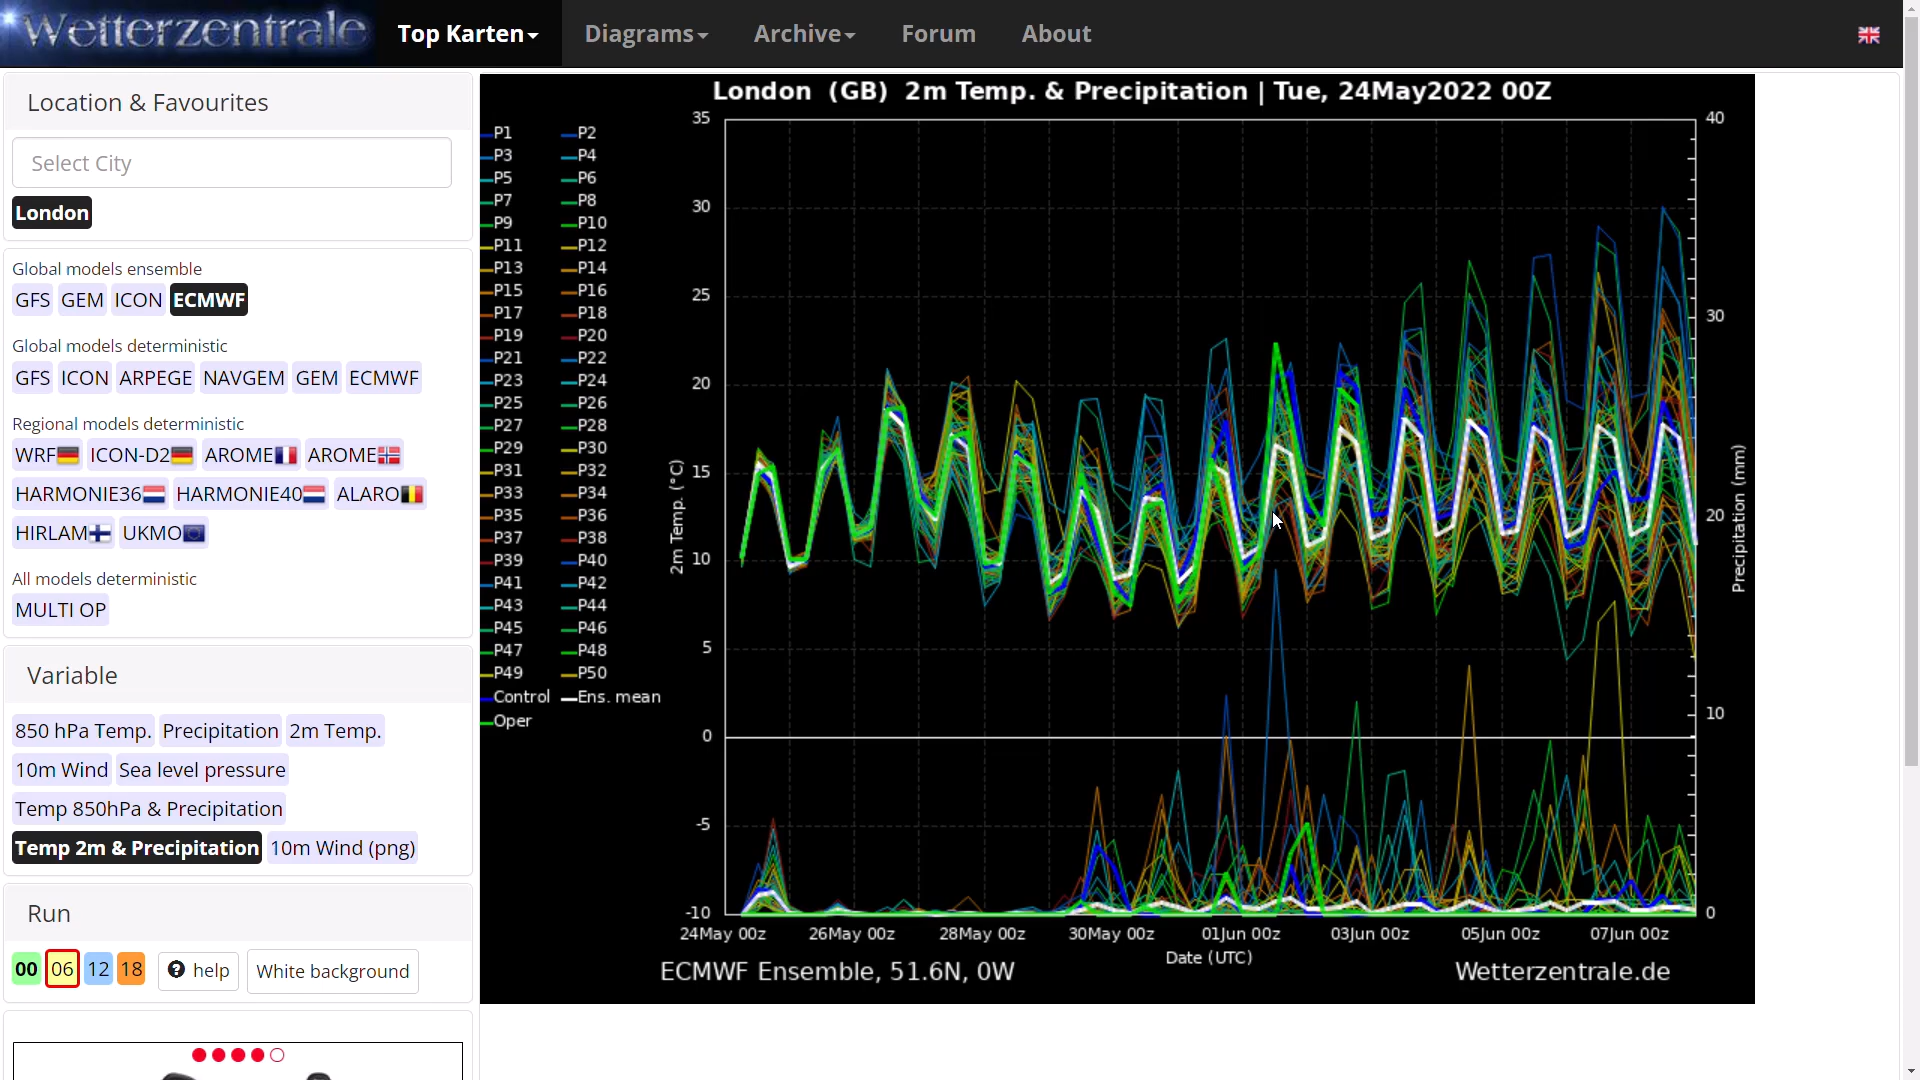 Wetterzentrale
Top Karten
Diagrams
Archive
Forum
About
Location & Favourites
Select City
London
Global models ensemble
GFS GEM ICON ECMWF
Global models deterministic
GFS ICON ARPEGE NAVGEM GEM ECMWF
Regional models deterministic
WRF ICON-D2 AROME AROME
HARMONIE36 HARMONIE40 ALARO
HIRLAM UKMO
All models deterministic
MULTI OP
Variable
850 hPa Temp. Precipitation 2m Temp.
10m Wind Sea level pressure
Temp 850hPa & Precipitation
Temp 2m & Precipitation 10m Wind (png)
Run
00 06 12 18 help White background
London (GB) 2m Temp. & Precipitation | Tue, 24May2022 00Z
P1 P2
P3 P4
P5 P6
P7 P8
P9 P10
P11 P12
P13 P14
P15 P16
P17 P18
P19 P20
P21 P22
P23 P24
P25 P26
P27 P28
P29 P30
P31 P32
P33 P34
P35 P36
P37 P38
P39 P40
P41 P42
P43 P44
P45 P46
P47 P48
P49 P50
Control Ens. mean
Oper
35
30
25
20
15
10
5
0
-5
-10
2m Temp. (°C)
40
30
20
10
0
Precipitation (mm)
24May 00z 26May 00z 28May 00z 30May 00z 01Jun 00z 03Jun 00z 05Jun 00z 07Jun 00z
Date (UTC)
ECMWF Ensemble, 51.6N, 0W
Wetterzentrale.de